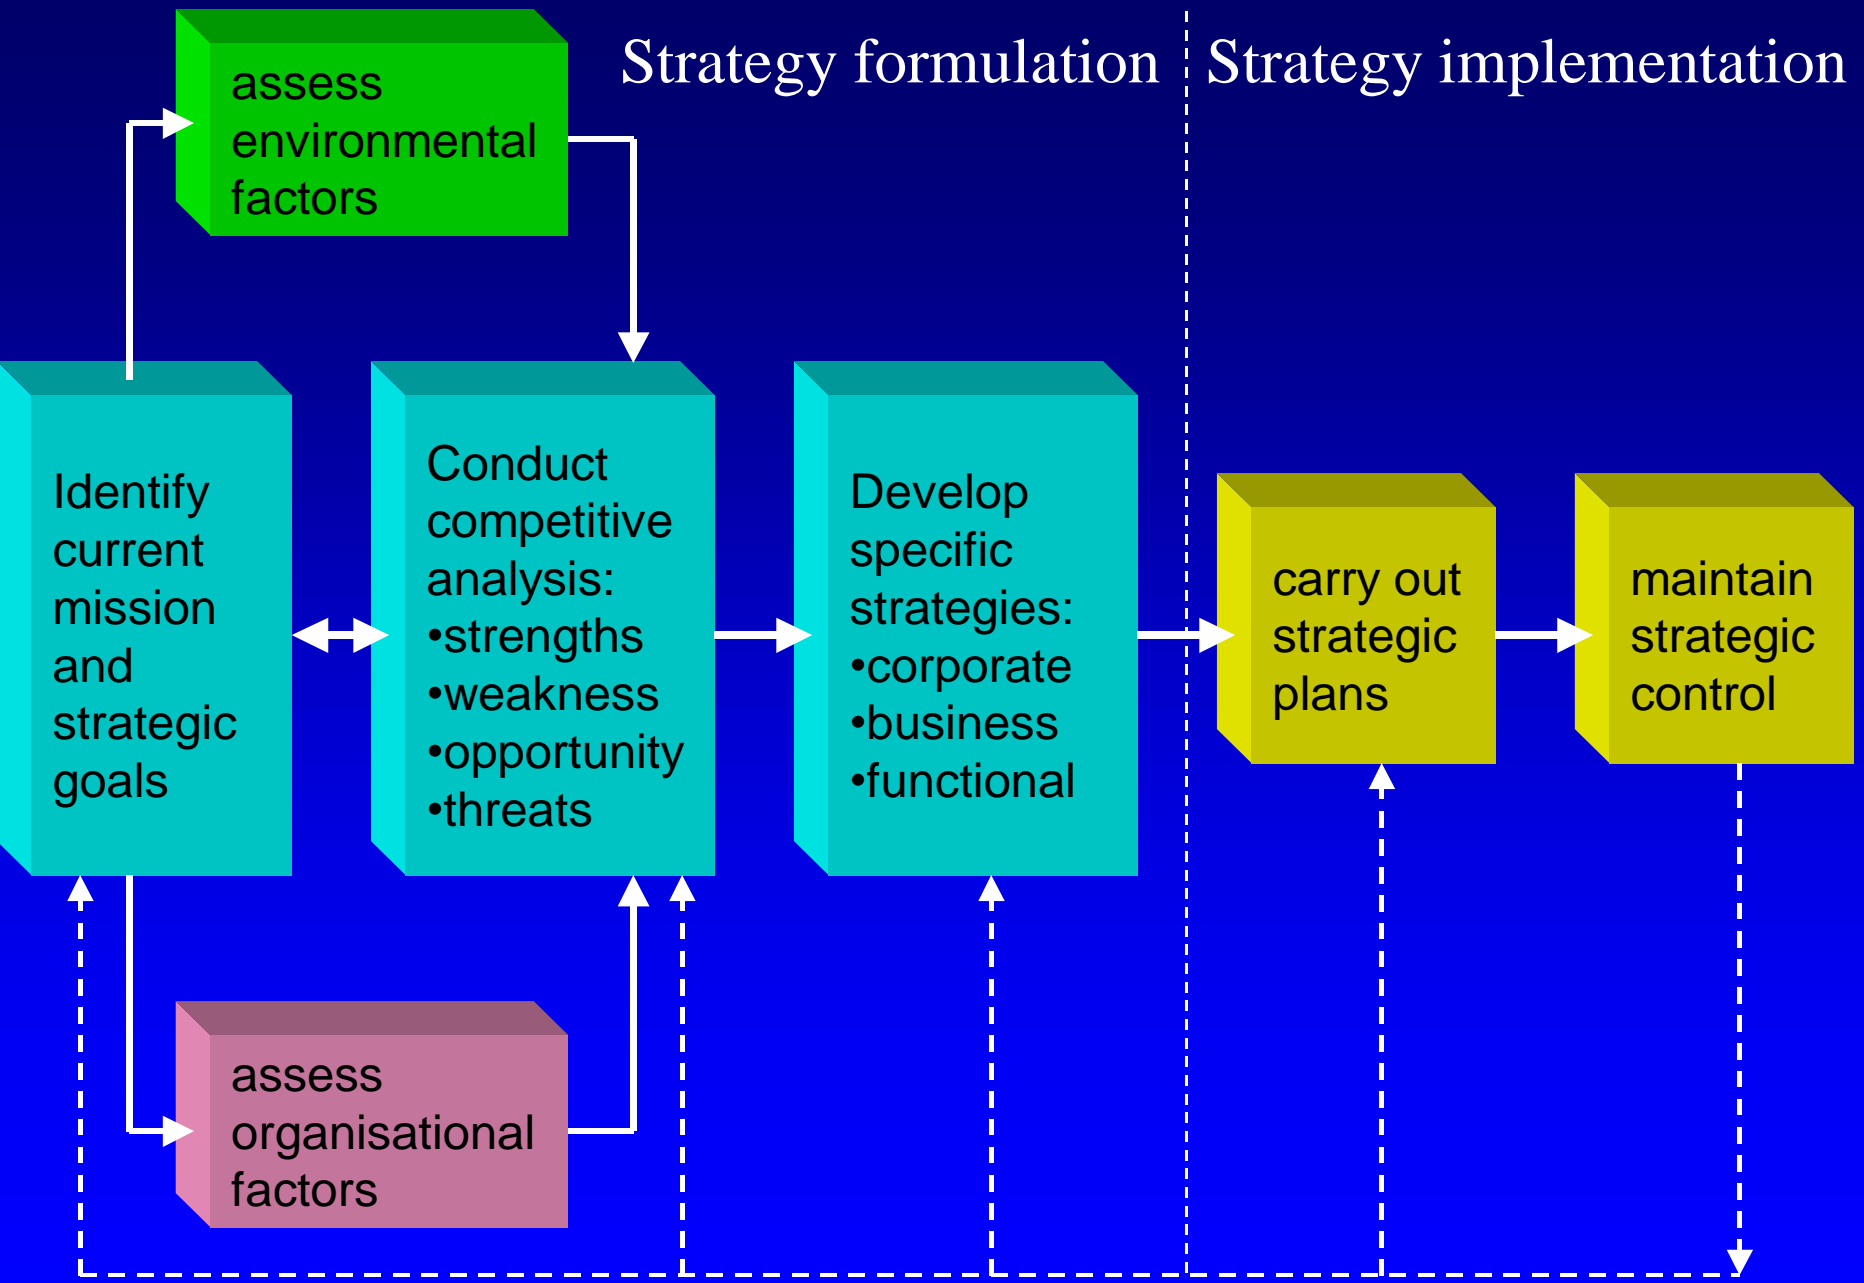 Strategy formulation
Strategy implementation
assess
environmental
factors
Identify
current
mission
and
strategic
goals
Conduct
competitive
analysis:
•strengths
•weakness
•opportunity
•threats
Develop
specific
strategies:
•corporate
•business
•functional
carry out
strategic
plans
maintain
strategic
control
assess
organisational
factors